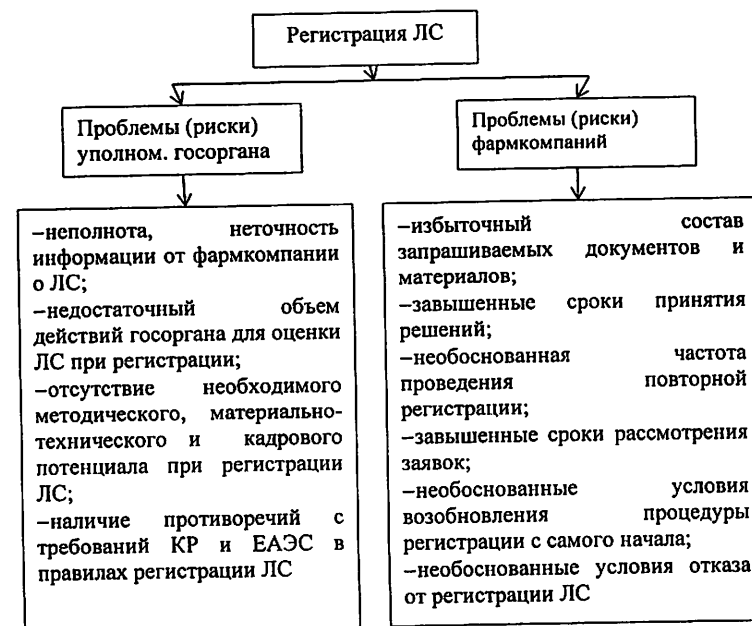 Регистрация ЛС
Проблемы (риски)
уполном. госоргана
Проблемы (риски)
фармкомпаний
–неполнота, неточность
информации от фармкомпании
о ЛС;
–недостаточный объем
действий госоргана для оценки
ЛС при регистрации;
–отсутствие необходимого
методического, материально-
технического и кадрового
потенциала при регистрации
ЛС;
–наличие противоречий с
требований КР и ЕАЭС в
правилах регистрации ЛС
–избыточный состав
запрашиваемых документов и
материалов;
–завышенные сроки принятия
решений;
–необоснованная частота
проведения повторной
регистрации;
–завышенные сроки рассмотрения
заявок;
–необоснованные условия
возобновления процедуры
регистрации с самого начала;
–необоснованные условия отказа
от регистрации ЛС